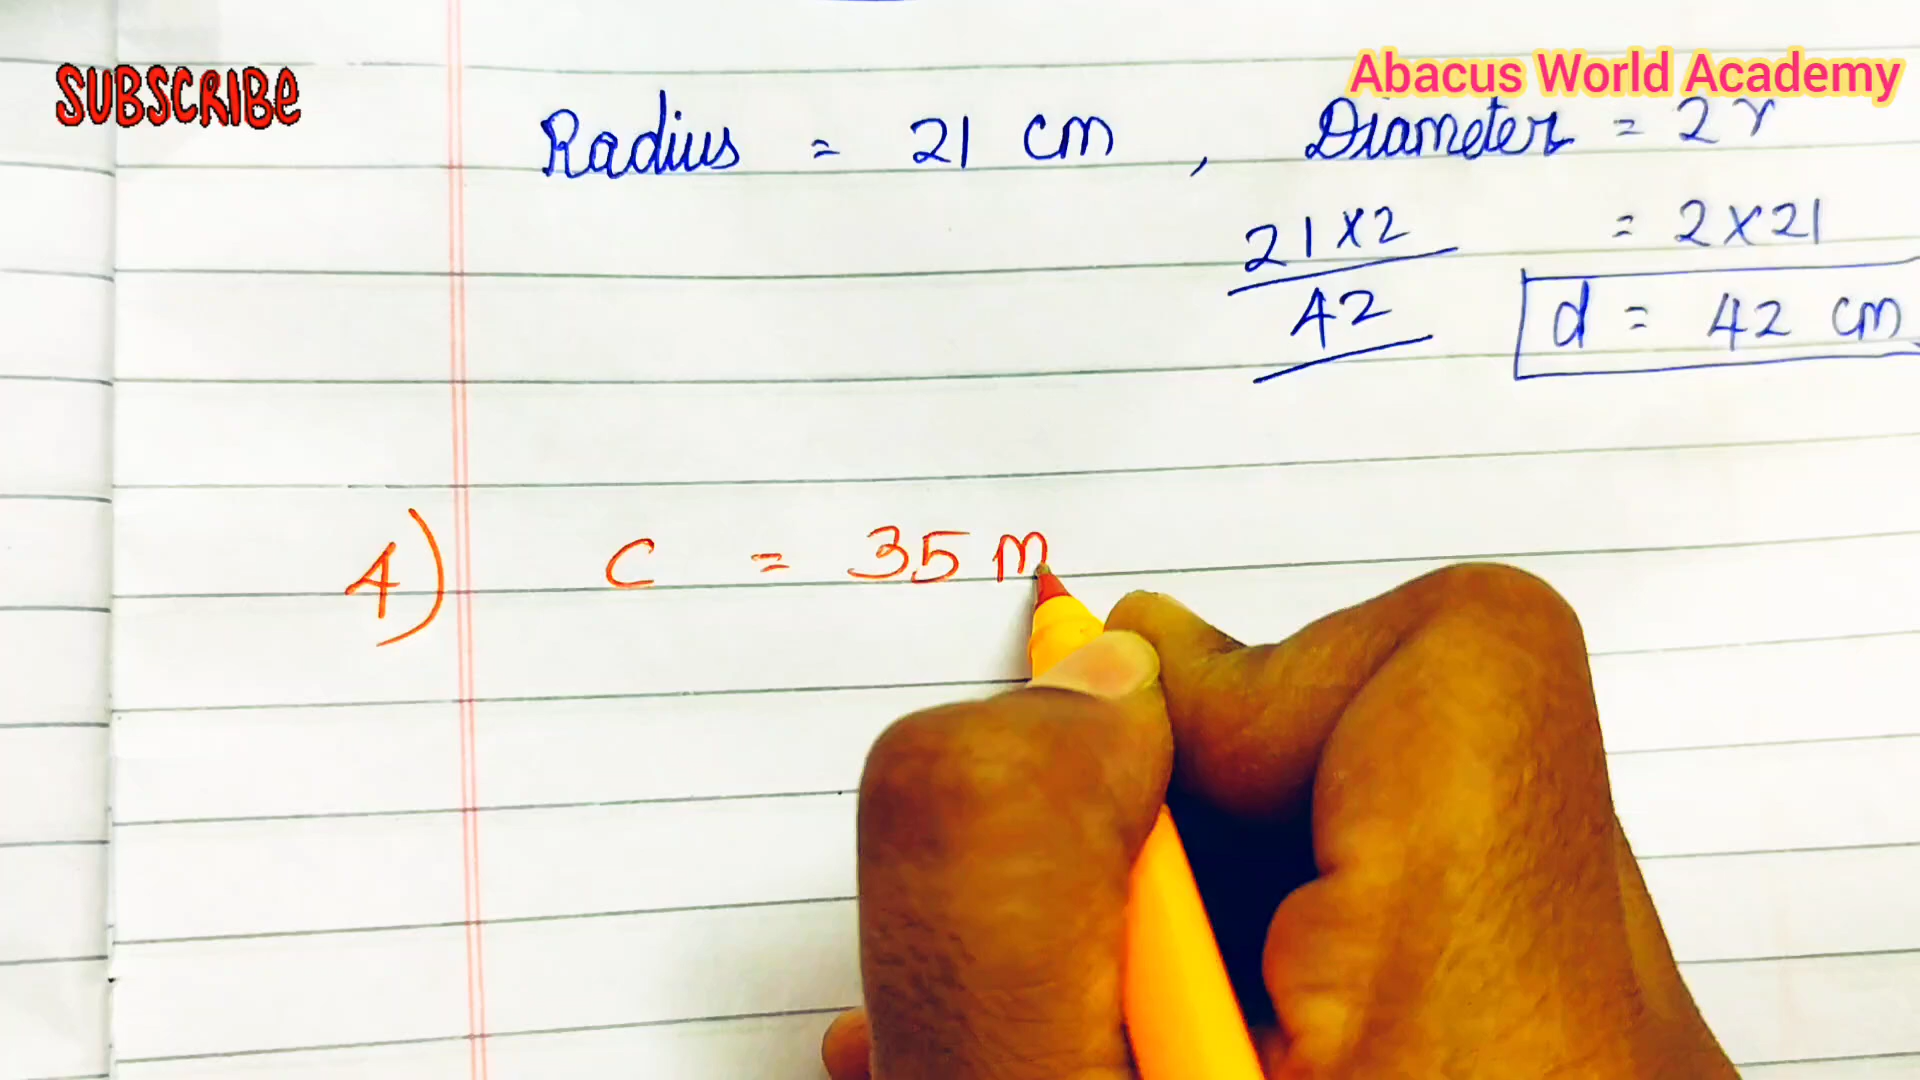 SUBSCRIBE
Abacus World Academy
Radius = 21 cm , Diameter = 2r
21 x 2 = 2 x 21
42 d = 42 cm
4) C = 35 m